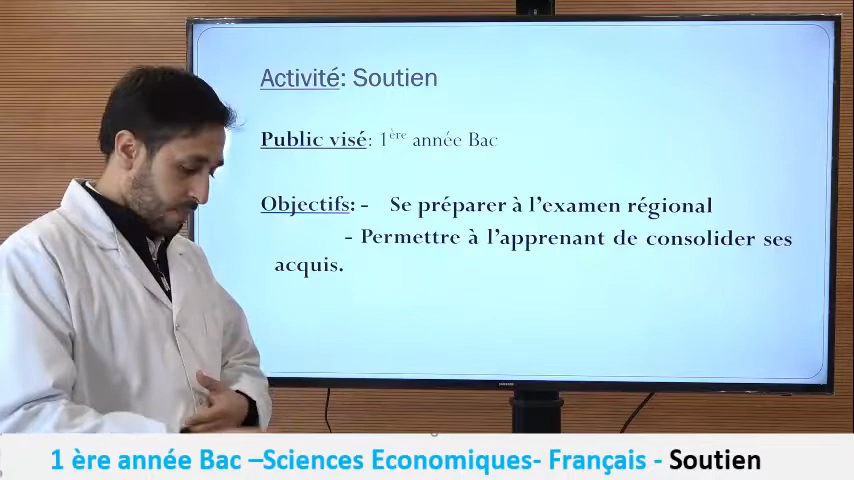 Activité: Soutien
Public visé: 1ère année Bac
Objectifs: - Se préparer à l'examen régional
- Permettre à l'apprenant de consolider ses
acquis.
SAMSUNG
1 ère année Bac –Sciences Economiques- Français - Soutien